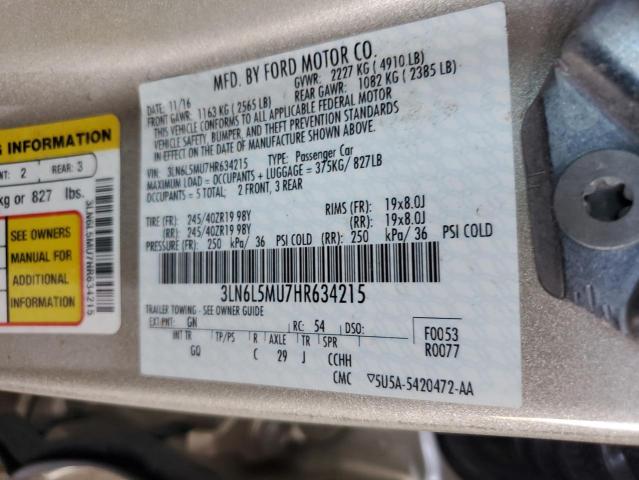 MFD. BY FORD MOTOR CO.
DATE: 11/16 GVWR: 2227 KG ( 4910 LB)
FRONT GAWR: 1163 KG ( 2565 LB) REAR GAWR: 1082 KG ( 2385 LB)
THIS VEHICLE CONFORMS TO ALL APPLICABLE FEDERAL MOTOR
VEHICLE SAFETY, BUMPER, AND THEFT PREVENTION STANDARDS
IN EFFECT ON THE DATE OF MANUFACTURE SHOWN ABOVE.
VIN: 3LN6L5MU7HR634215 TYPE: Passenger Car
MAXIMUM LOAD = OCCUPANTS + LUGGAGE = 375KG/ 827LB
OCCUPANTS = 5 TOTAL: 2 FRONT, 3 REAR
TIRE (FR): 245/40ZR19 98Y RIMS (FR): 19x8.0J
(RR): 245/40ZR19 98Y (RR): 19x8.0J
PRESSURE (FR): 250 kPa/ 36 PSI COLD (RR): 250 kPa/ 36 PSI COLD
3LN6L5MU7HR634215
TRAILER TOWING - SEE OWNER GUIDE
EXT PNT: GN RC: 54 DSO: F0053
INT TR TP/PS R AXLE TR SPR R0077
GQ C 29 J CCHH
CMC 5U5A-5420472-AA
INFORMATION
2 REAR: 3
kg or 827 lbs.
SEE OWNERS
MANUAL FOR
ADDITIONAL
INFORMATION
3LN6L5MU7HR634215